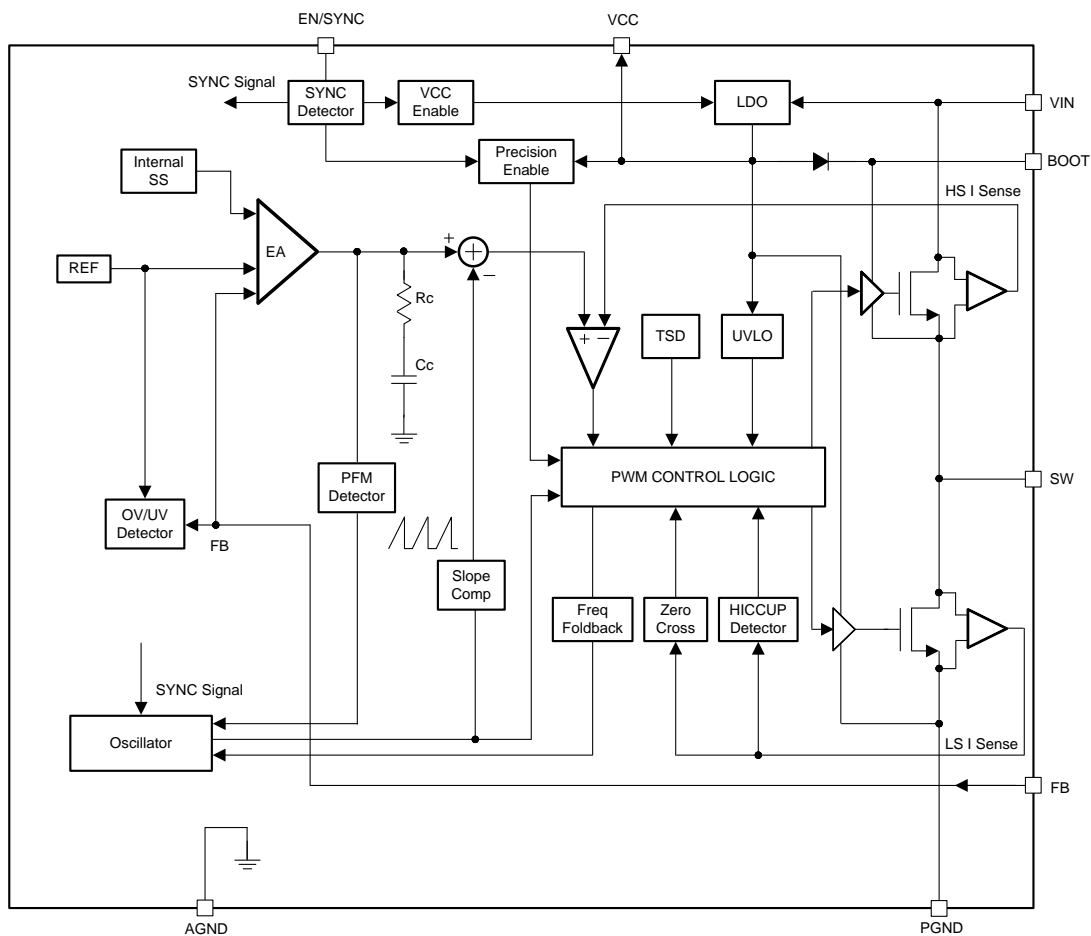 EN/SYNC
VCC
SYNC Signal
SYNC
Detector
VCC
Enable
LDO
VIN
Internal
SS
Precision
Enable
BOOT
HS I Sense
+
EA
+
−
REF
Rc
+ −
TSD
UVLO
Cc
PFM
Detector
PWM CONTROL LOGIC
SW
OV/UV
Detector
FB
Slope
Comp
Freq
Foldback
Zero
Cross
HICCUP
Detector
SYNC Signal
Oscillator
LS I Sense
FB
AGND
PGND